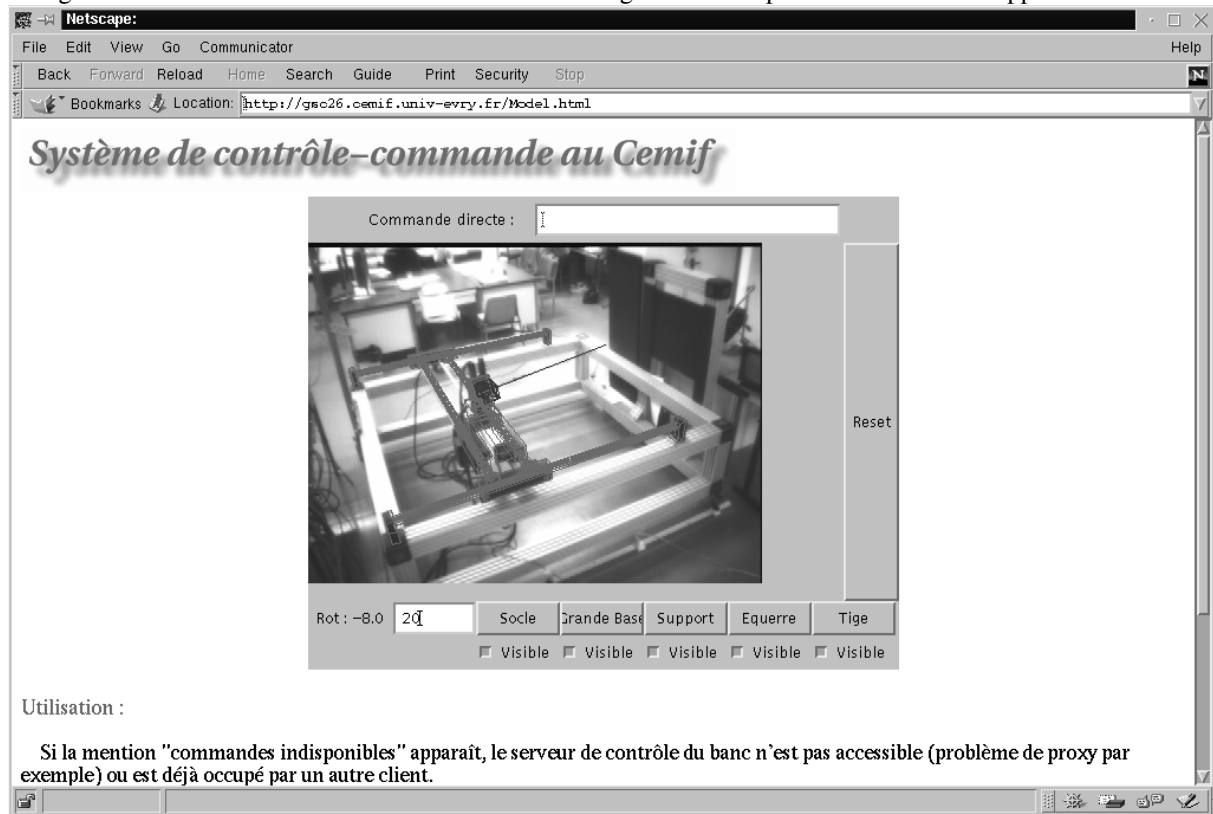 Netscape:
File Edit View Go Communicator Help
Back Forward Reload Home Search Guide Print Security Stop
Bookmarks Location: http://gsc26.cemif.univ-evry.fr/Model.html
Système de contrôle-commande au Cemif
Commande directe :
Reset
Rot : -8.0 20 Socle Grande Base Support Equerre Tige
Visible Visible Visible Visible Visible
Utilisation :
Si la mention "commandes indisponibles" apparaît, le serveur de contrôle du banc n'est pas accessible (problème de proxy par
exemple) ou est déjà occupé par un autre client.